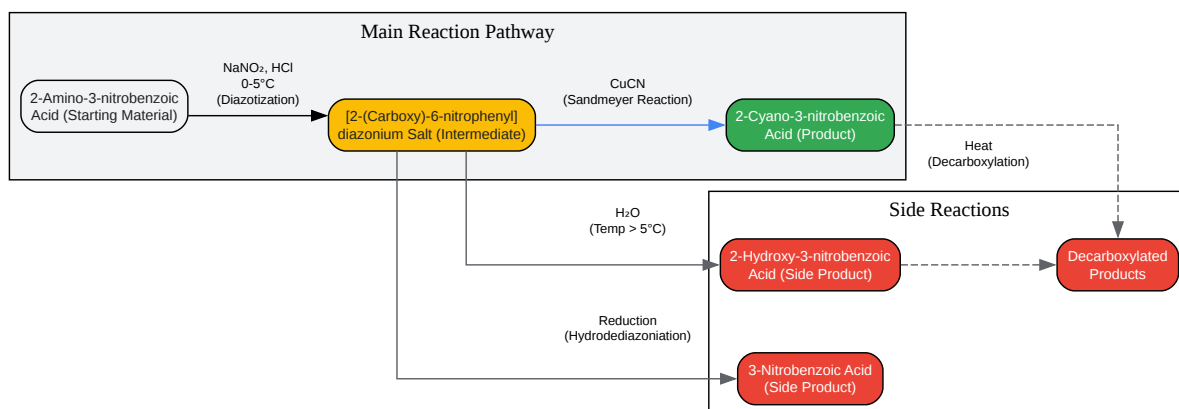 Main Reaction Pathway
2-Amino-3-nitrobenzoic
Acid (Starting Material)
NaNO₂, HCl
0-5°C
(Diazotization)
[2-(Carboxy)-6-nitrophenyl]
diazonium Salt (Intermediate)
CuCN
(Sandmeyer Reaction)
2-Cyano-3-nitrobenzoic
Acid (Product)
Heat
(Decarboxylation)
Side Reactions
H₂O
(Temp > 5°C)
2-Hydroxy-3-nitrobenzoic
Acid (Side Product)
Decarboxylated
Products
Reduction
(Hydrodediazoniation)
3-Nitrobenzoic Acid
(Side Product)